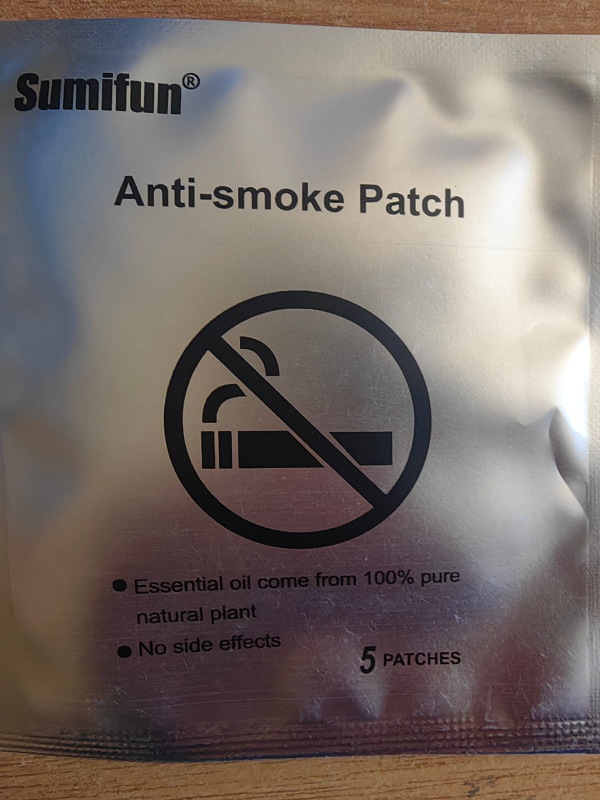 Sumifun®
Anti-smoke Patch
● Essential oil come from 100% pure
natural plant
● No side effects
5 PATCHES